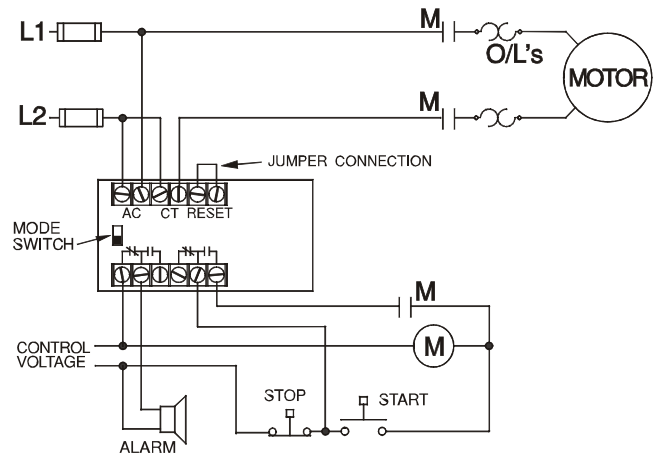 L1
M
O/L's
MOTOR
L2
M
JUMPER CONNECTION
AC CT RESET
MODE
SWITCH
M
CONTROL
VOLTAGE
M
STOP
START
ALARM